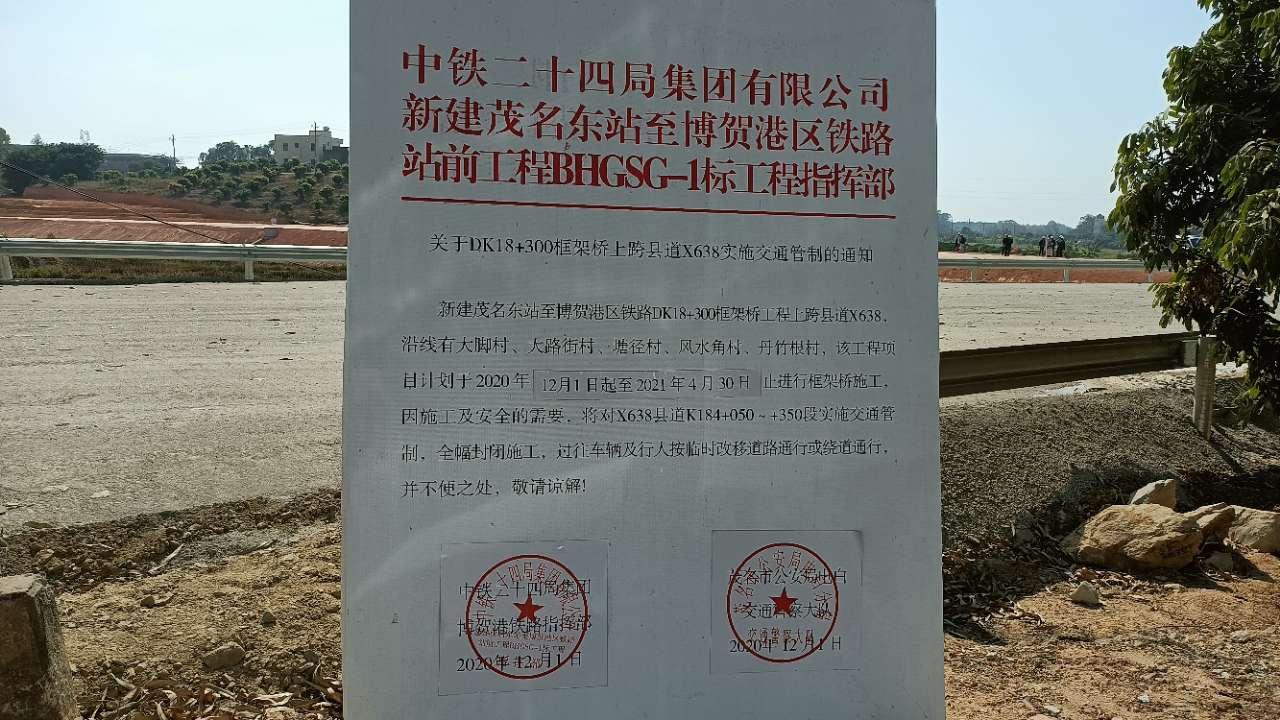 中铁二十四局集团有限公司
新建茂名东站至博贺港区铁路
站前工程BHGSG-1标工程指挥部
关于DK18+300框架桥上跨县道X638实施交通管制的通知
新建茂名东站至博贺港区铁路DK18+300框架桥工程上跨县道X638,
沿线有大脚村、大路街村、塘径村、风水角村、丹竹根村,该工程项
目计划于2020年12月1日起至2021年4月30日止进行框架桥施工,
因施工及安全的需要,将对X638县道K184+050~+350段实施交通管
制,全幅封闭施工,过往车辆及行人按临时改移道路通行或绕道通行,
并不便之处,敬请谅解!
中铁二十四局集团
博贺港铁路指挥部
2020年12月1日
茂名市公安局电白
交通警察大队
2020年12月1日